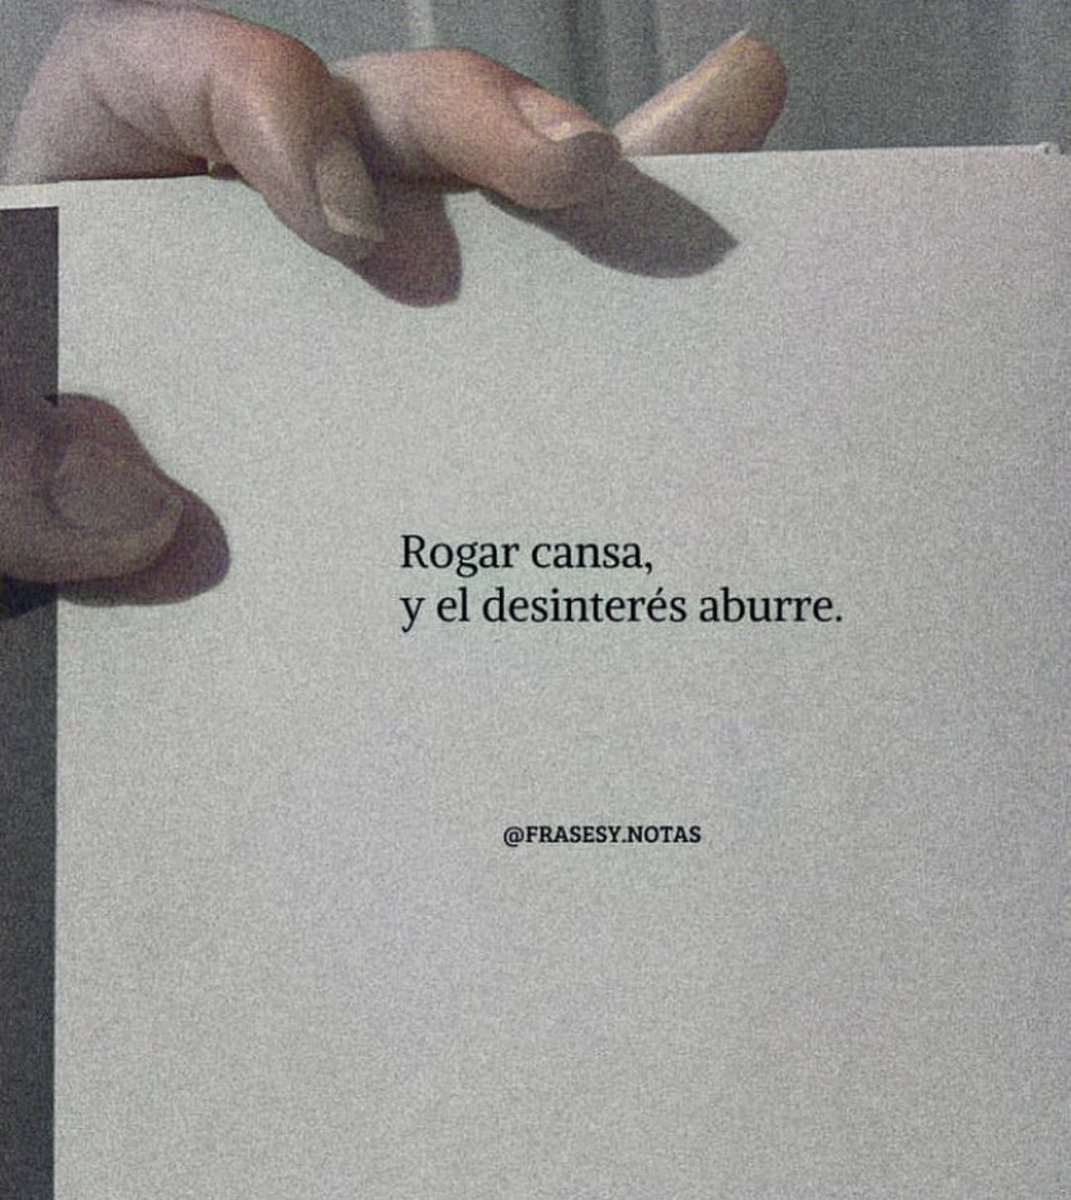 Rogar cansa,
y el desinterés aburre.
@FRASESY.NOTAS